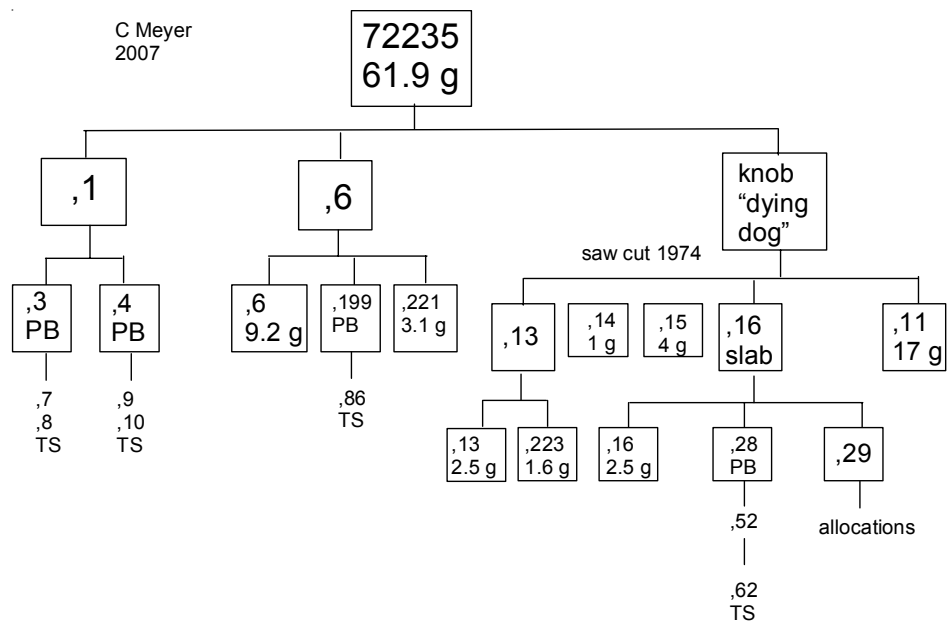 C Meyer
2007
72235
61.9 g
,1
,6
knob
“dying
dog”
saw cut 1974
,3
PB
,4
PB
,6
9.2 g
,199
PB
,221
3.1 g
,13
,14
1 g
,15
4 g
,16
slab
,11
17 g
,7
,8
TS
,9
,10
TS
,86
TS
,13
2.5 g
,223
1.6 g
,16
2.5 g
,28
PB
,29
,52
allocations
,62
TS